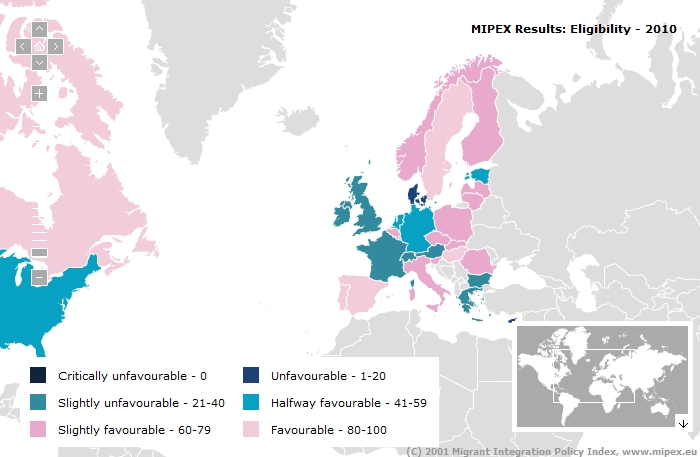 MIPEX Results: Eligibility - 2010
Critically unfavourable - 0
Unfavourable - 1-20
Slightly unfavourable - 21-40
Halfway favourable - 41-59
Slightly favourable - 60-79
Favourable - 80-100
(C) 2001 Migrant Integration Policy Index, www.mipex.eu